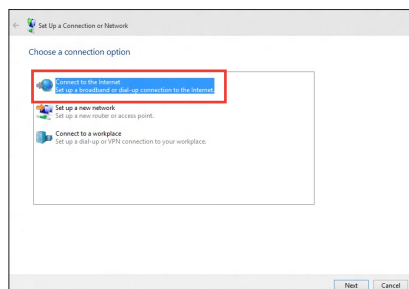 Set Up a Connection or Network
Choose a connection option
Connect to the Internet
Set up a broadband or dial-up connection to the Internet.
Set up a new network
Set up a new router or access point.
Connect to a workplace
Set up a dial-up or VPN connection to your workplace.
Next Cancel